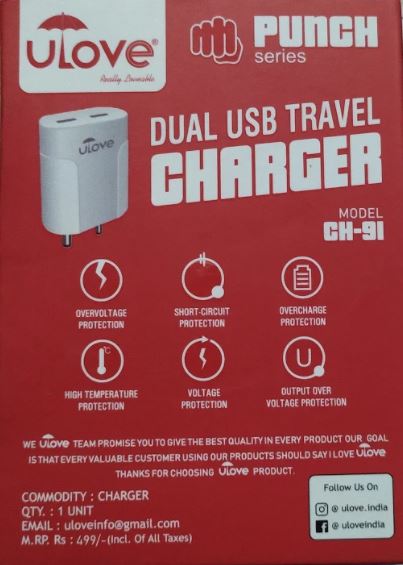 uLove®
Really Loveable
PUNCH
series
uLove
DUAL USB TRAVEL
CHARGER
MODEL
CH-91
OVERVOLTAGE
PROTECTION
SHORT-CIRCUIT
PROTECTION
OVERCHARGE
PROTECTION
°C
HIGH TEMPERATURE
PROTECTION
VOLTAGE
PROTECTION
U
OUTPUT OVER
VOLTAGE PROTECTION
WE uLove TEAM PROMISE YOU TO GIVE THE BEST QUALITY IN EVERY PRODUCT OUR GOAL
IS THAT EVERY VALUABLE CUSTOMER USING OUR PRODUCTS SHOULD SAY I LOVE uLove
THANKS FOR CHOOSING uLove PRODUCT.
COMMODITY : CHARGER
QTY. : 1 UNIT
EMAIL : uloveinfo@gmail.com
M.RP. Rs : 499/-(Incl. Of All Taxes)
Follow Us On
@ ulove.india
@ uloveindia